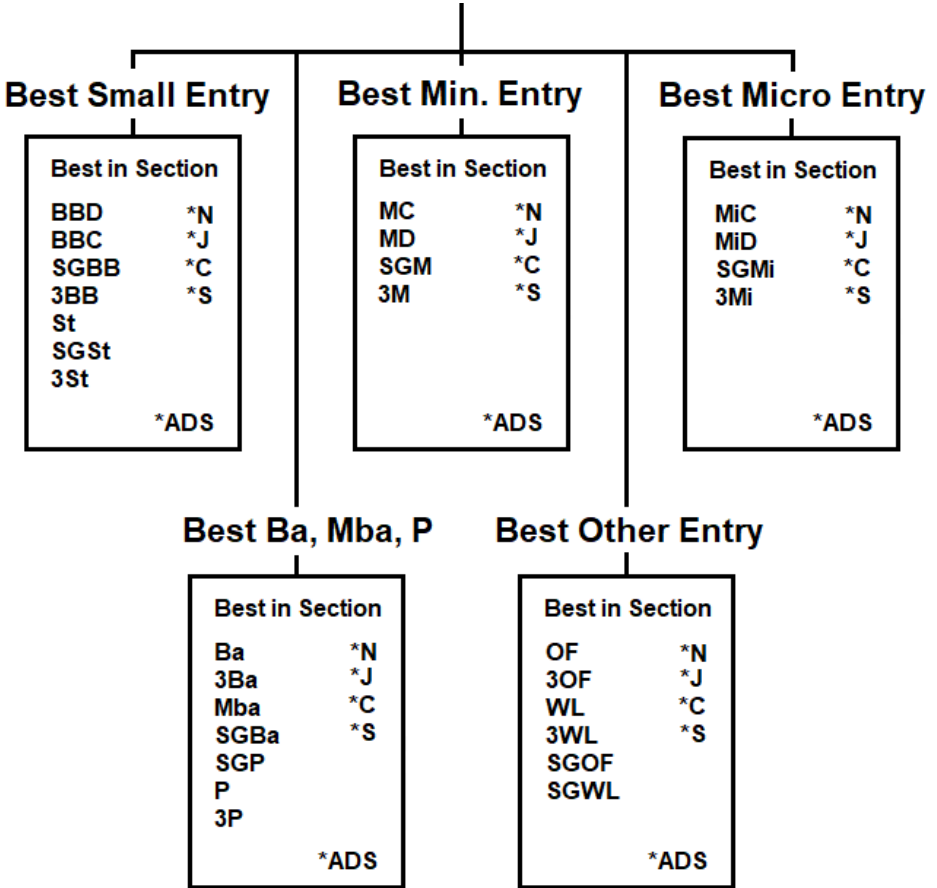 Best Small Entry
Best in Section
BBD *N
BBC *J
SGBB *C
3BB *S
St
SGSt
3St
*ADS
Best Min. Entry
Best in Section
MC *N
MD *J
SGM *C
3M *S
*ADS
Best Micro Entry
Best in Section
MiC *N
MiD *J
SGMi *C
3Mi *S
*ADS
Best Ba, Mba, P
Best in Section
Ba *N
3Ba *J
Mba *C
SGBa *S
SGP
P
3P
*ADS
Best Other Entry
Best in Section
OF *N
3OF *J
WL *C
3WL *S
SGOF
SGWL
*ADS